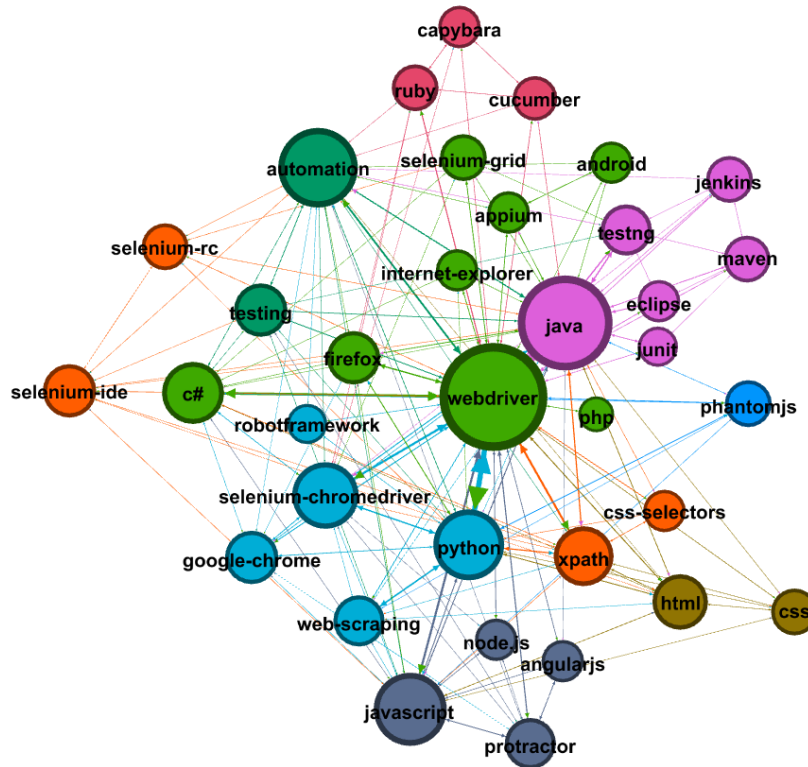 capybara
ruby
cucumber
automation
selenium-grid
android
jenkins
appium
testng
selenium-rc
internet-explorer
maven
testing
eclipse
java
junit
firefox
selenium-ide
c#
webdriver
phantomjs
php
robotframework
selenium-chromedriver
css-selectors
python
google-chrome
xpath
html
css
web-scraping
node.js
angularjs
javascript
protractor